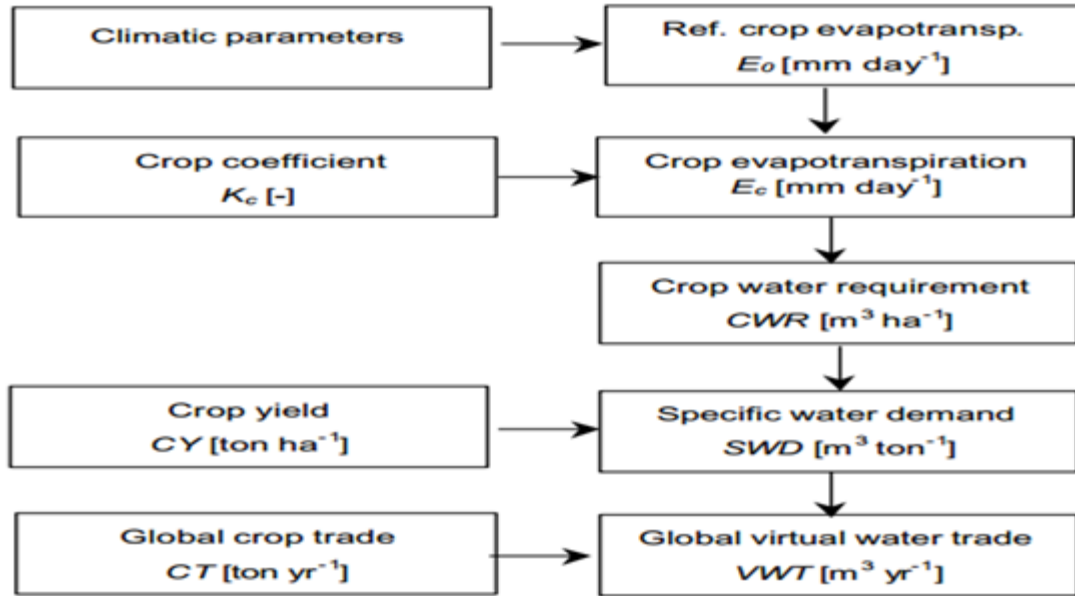 Climatic parameters
Ref. crop evapotransp.
E₀ [mm day⁻¹]
Crop coefficient
K_c [-]
Crop evapotranspiration
E_c [mm day⁻¹]
Crop water requirement
CWR [m³ ha⁻¹]
Crop yield
CY [ton ha⁻¹]
Specific water demand
SWD [m³ ton⁻¹]
Global crop trade
CT [ton yr⁻¹]
Global virtual water trade
VWT [m³ yr⁻¹]